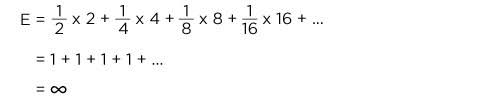 E = 1/2 x 2 + 1/4 x 4 + 1/8 x 8 + 1/16 x 16 + ...
= 1 + 1 + 1 + 1 + ...
= ∞